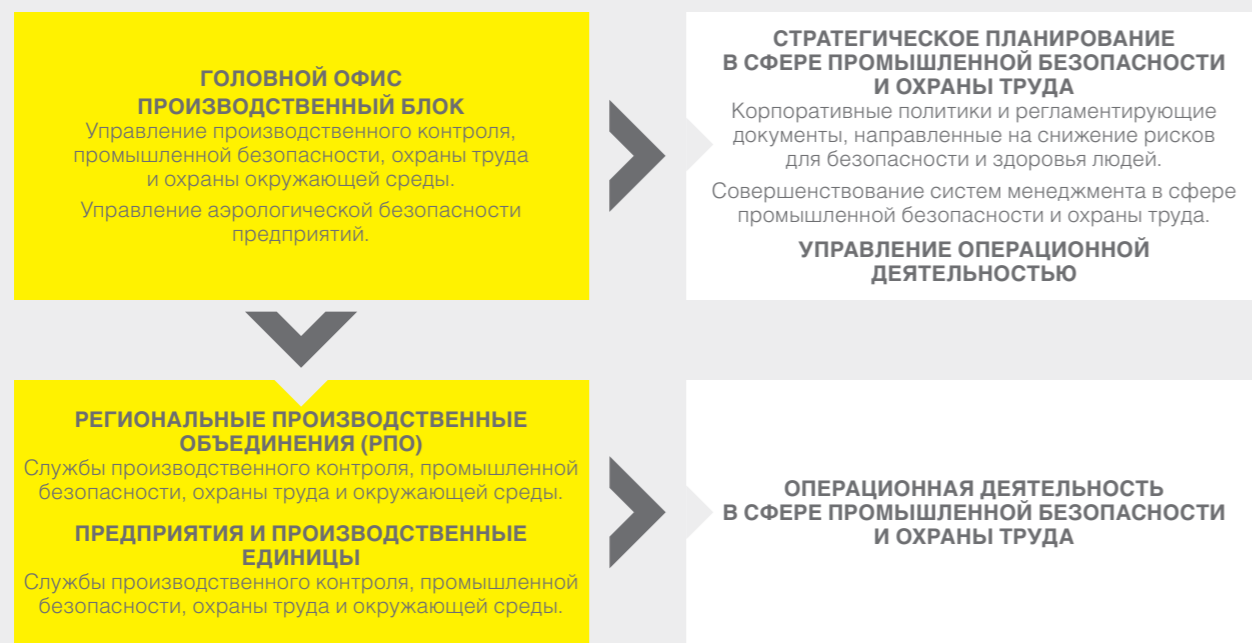 ГОЛОВНОЙ ОФИС
ПРОИЗВОДСТВЕННЫЙ БЛОК
Управление производственного контроля,
промышленной безопасности, охраны труда
и охраны окружающей среды.
Управление аэрологической безопасности
предприятий.
СТРАТЕГИЧЕСКОЕ ПЛАНИРОВАНИЕ
В СФЕРЕ ПРОМЫШЛЕННОЙ БЕЗОПАСНОСТИ
И ОХРАНЫ ТРУДА
Корпоративные политики и регламентирующие
документы, направленные на снижение рисков
для безопасности и здоровья людей.
Совершенствование систем менеджмента в сфере
промышленной безопасности и охраны труда.
УПРАВЛЕНИЕ ОПЕРАЦИОННОЙ
ДЕЯТЕЛЬНОСТЬЮ
РЕГИОНАЛЬНЫЕ ПРОИЗВОДСТВЕННЫЕ
ОБЪЕДИНЕНИЯ (РПО)
Службы производственного контроля, промышленной
безопасности, охраны труда и окружающей среды.
ПРЕДПРИЯТИЯ И ПРОИЗВОДСТВЕННЫЕ
ЕДИНИЦЫ
Службы производственного контроля, промышленной
безопасности, охраны труда и окружающей среды.
ОПЕРАЦИОННАЯ ДЕЯТЕЛЬНОСТЬ
В СФЕРЕ ПРОМЫШЛЕННОЙ БЕЗОПАСНОСТИ
И ОХРАНЫ ТРУДА